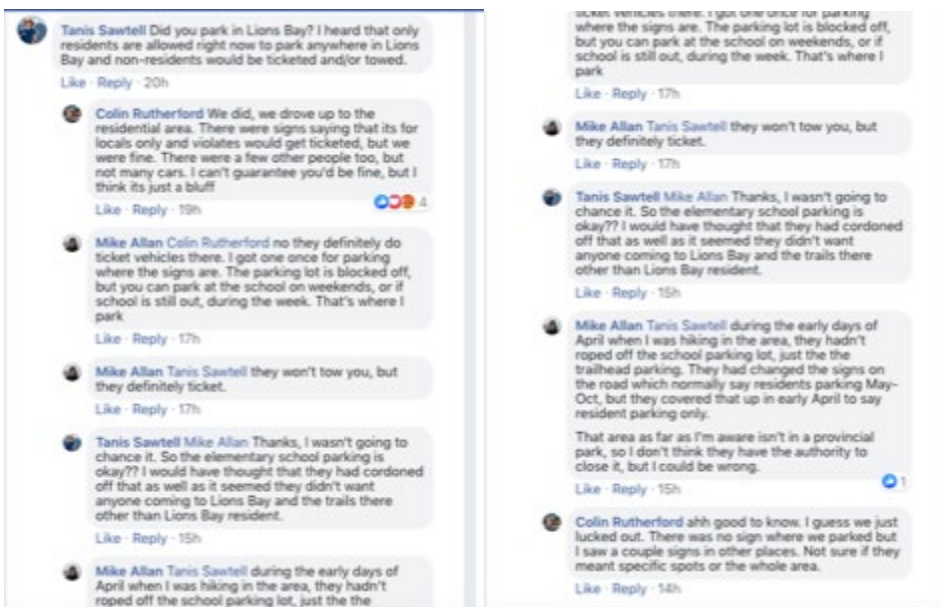 Tanis Sawtell Did you park in Lions Bay? I heard that only
residents are allowed right now to park anywhere in Lions
Bay and non-residents would be ticketed and/or towed.
Like · Reply · 20h
Colin Rutherford We did, we drove up to the
residential area. There were signs saying that its for
locals only and violates would get ticketed, but we
were fine. There were a few other people too, but
not many cars. I can't guarantee you'd be fine, but I
think its just a bluff
4
Like · Reply · 19h
Mike Allan Colin Rutherford no they definitely do
ticket vehicles there. I got one once for parking
where the signs are. The parking lot is blocked off,
but you can park at the school on weekends, or if
school is still out, during the week. That's where I
park
Like · Reply · 17h
Mike Allan Tanis Sawtell they won't tow you, but
they definitely ticket.
Like · Reply · 17h
Tanis Sawtell Mike Allan Thanks, I wasn't going to
chance it. So the elementary school parking is
okay?? I would have thought that they had cordoned
off that as well as it seemed they didn't want
anyone coming to Lions Bay and the trails there
other than Lions Bay resident.
Like · Reply · 15h
Mike Allan Tanis Sawtell during the early days of
April when I was hiking in the area, they hadn't
roped off the school parking lot, just the the
ticket vehicles there. I got one once for parking
where the signs are. The parking lot is blocked off,
but you can park at the school on weekends, or if
school is still out, during the week. That's where I
park
Like · Reply · 17h
Mike Allan Tanis Sawtell they won't tow you, but
they definitely ticket.
Like · Reply · 17h
Tanis Sawtell Mike Allan Thanks, I wasn't going to
chance it. So the elementary school parking is
okay?? I would have thought that they had cordoned
off that as well as it seemed they didn't want
anyone coming to Lions Bay and the trails there
other than Lions Bay resident.
Like · Reply · 15h
Mike Allan Tanis Sawtell during the early days of
April when I was hiking in the area, they hadn't
roped off the school parking lot, just the the
trailhead parking. They had changed the signs on
the road which normally say residents parking May-
Oct, but they covered that up in early April to say
resident parking only.
That area as far as I'm aware isn't in a provincial
park, so I don't think they have the authority to
close it, but I could be wrong.
1
Like · Reply · 15h
Colin Rutherford ahh good to know. I guess we just
lucked out. There was no sign where we parked but
I saw a couple signs in other places. Not sure if they
meant specific spots or the whole area.
Like · Reply · 14h